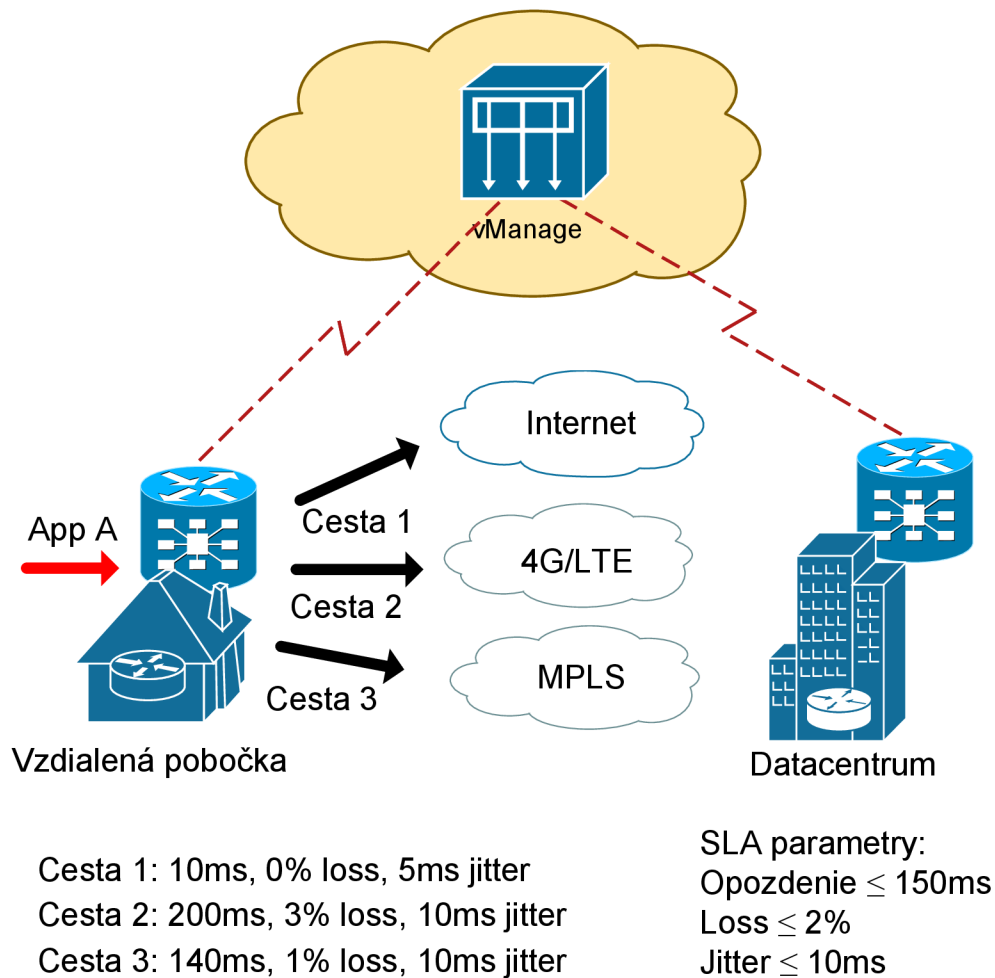 vManage
Internet
App A
Cesta 1
4G/LTE
Cesta 2
MPLS
Cesta 3
Vzdialená pobočka
Datacentrum
Cesta 1: 10ms, 0% loss, 5ms jitter
Cesta 2: 200ms, 3% loss, 10ms jitter
Cesta 3: 140ms, 1% loss, 10ms jitter
SLA parametry:
Opozdenie ≤ 150ms
Loss ≤ 2%
Jitter ≤ 10ms